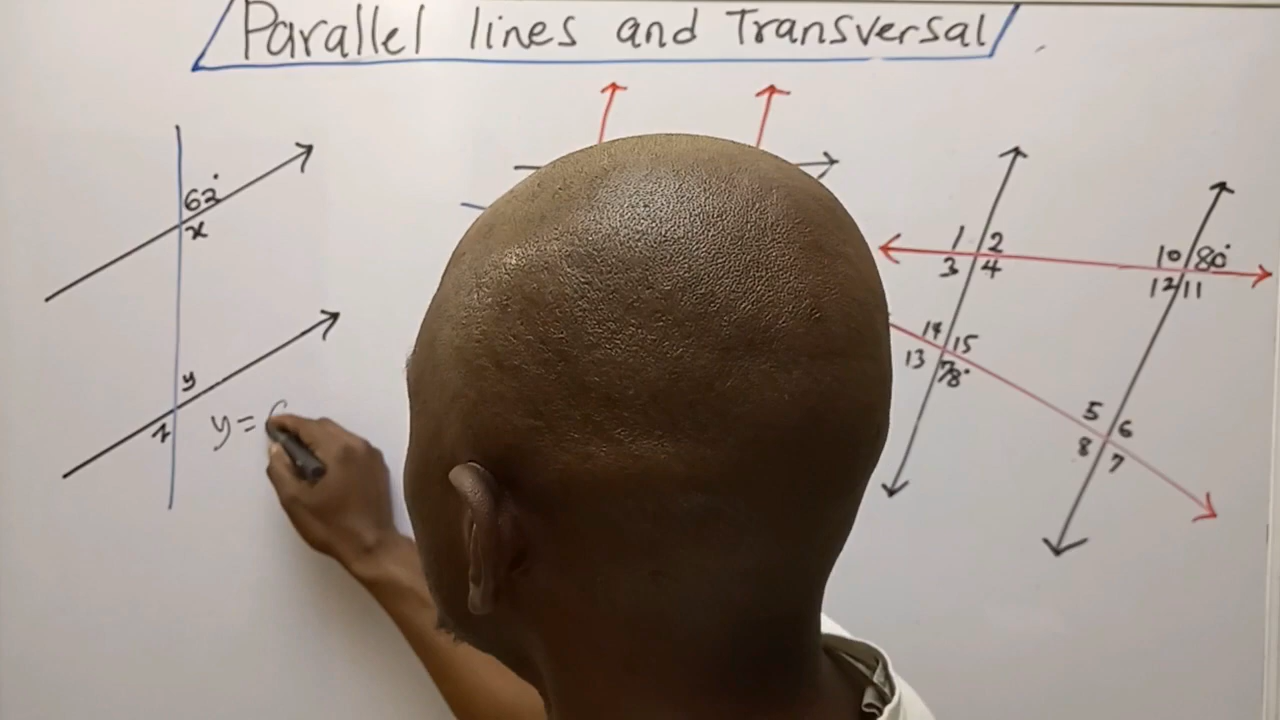 Parallel lines and Transversal
62°
x
y
z
y = 6
1 2
3 4
10 80°
12 11
14 15
13 78°
5 6
8 7